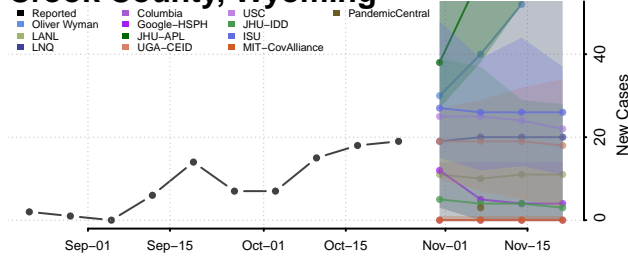 Crook County, Wyoming
Reported Columbia USC PandemicCentral
Oliver Wyman Google−HSPH JHU−IDD
LANL JHU−APL ISU
LNQ UGA−CEID MIT−CovAlliance
40
20
0
New Cases
Sep−01 Sep−15 Oct−01 Oct−15 Nov−01 Nov−15